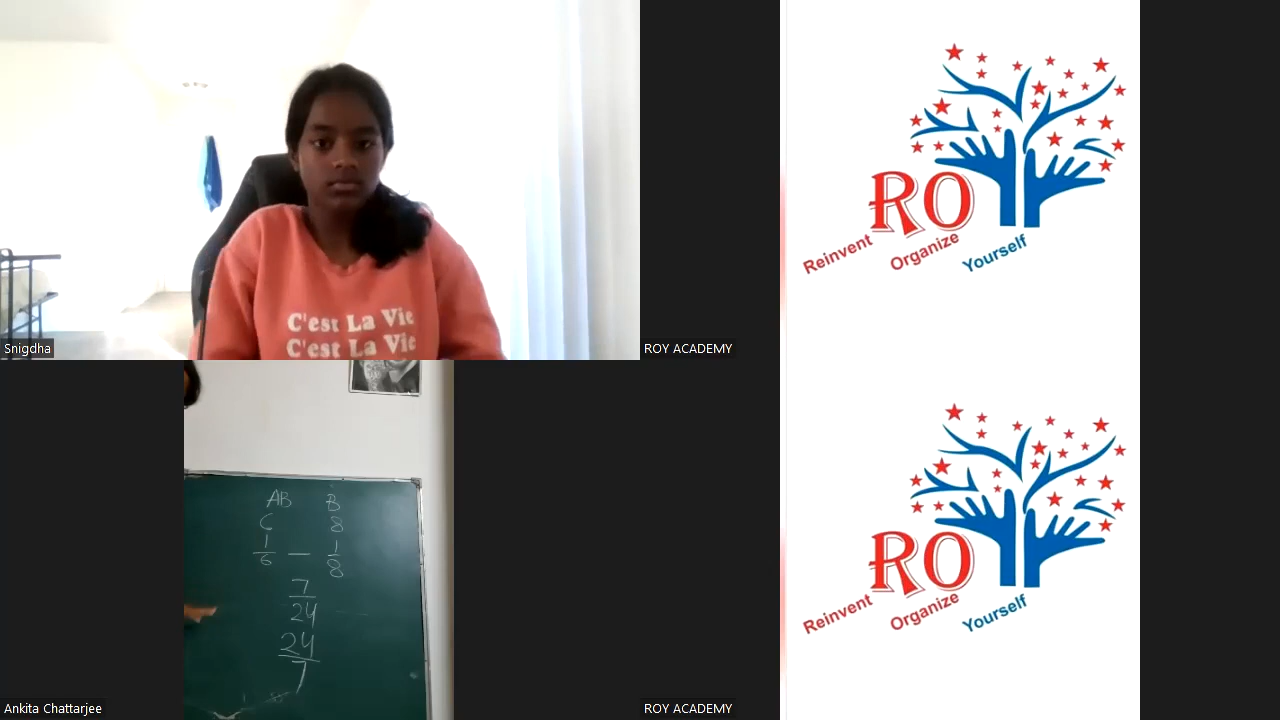 C'est La Vie
C'est La Vie
Snigdha
ROY ACADEMY
RO
Reinvent Organize Yourself
AB B
6 8
1/6 — 1/8
7/24
24/7
Ankita Chattarjee
ROY ACADEMY
RO
Reinvent Organize Yourself